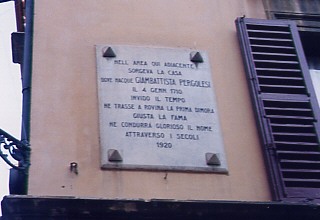 NELL'AREA QUI ADIACENTE
SORGEVA LA CASA
DOVE NACQUE GIAMBATTISTA PERGOLESI
IL 4 GENN. 1710
INVIDO IL TEMPO
NE TRASSE A ROVINA LA PRIMA DIMORA
GIUSTA LA FAMA
NE CONDURRÀ GLORIOSO IL NOME
ATTRAVERSO I SECOLI
1920